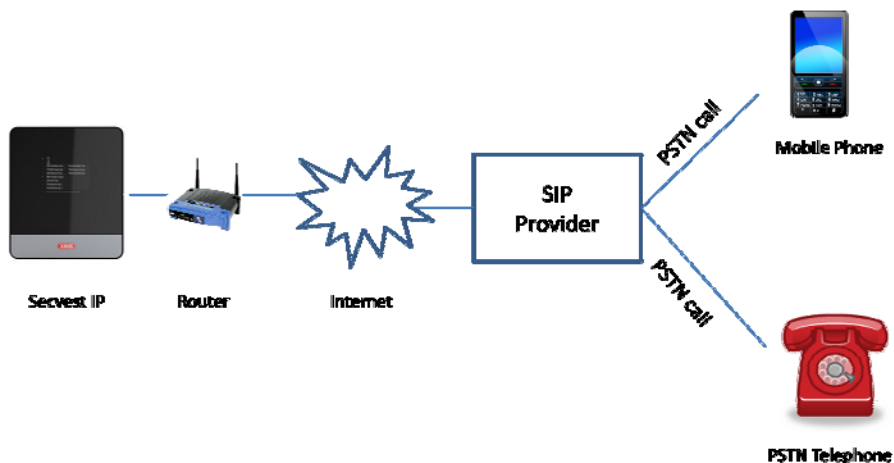 Mobile Phone
PSTN call
SIP
Provider
Secvest IP
Router
Internet
PSTN call
PSTN Telephone